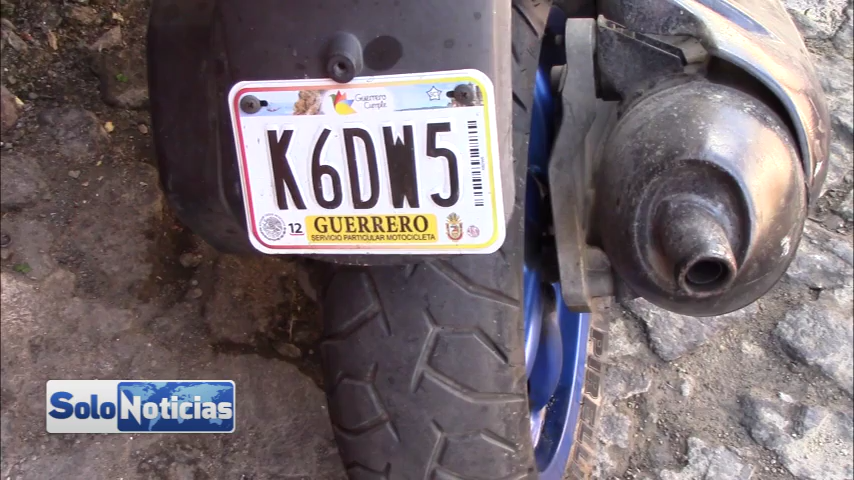 Guerrero
Cumple
K6DW5
12 GUERRERO
SERVICIO PARTICULAR MOTOCICLETA
SoloNoticias